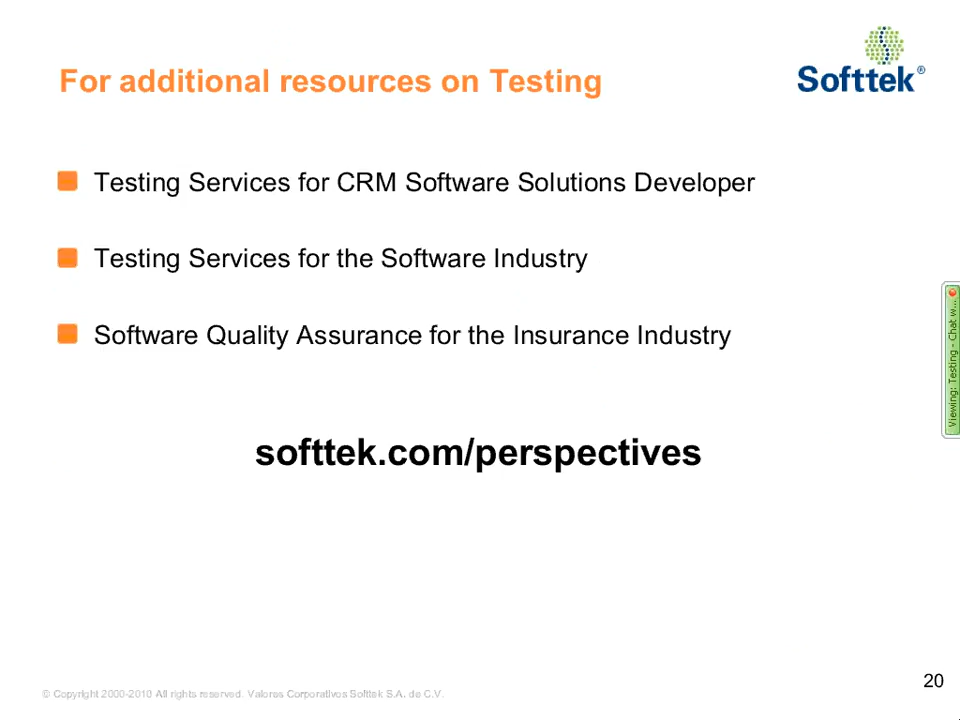 For additional resources on Testing
Softtek®
Testing Services for CRM Software Solutions Developer
Testing Services for the Software Industry
Software Quality Assurance for the Insurance Industry
softtek.com/perspectives
Viewing: Testing - Chat w...
© Copyright 2000-2010 All rights reserved. Valores Corporativos Softtek S.A. de C.V.
20